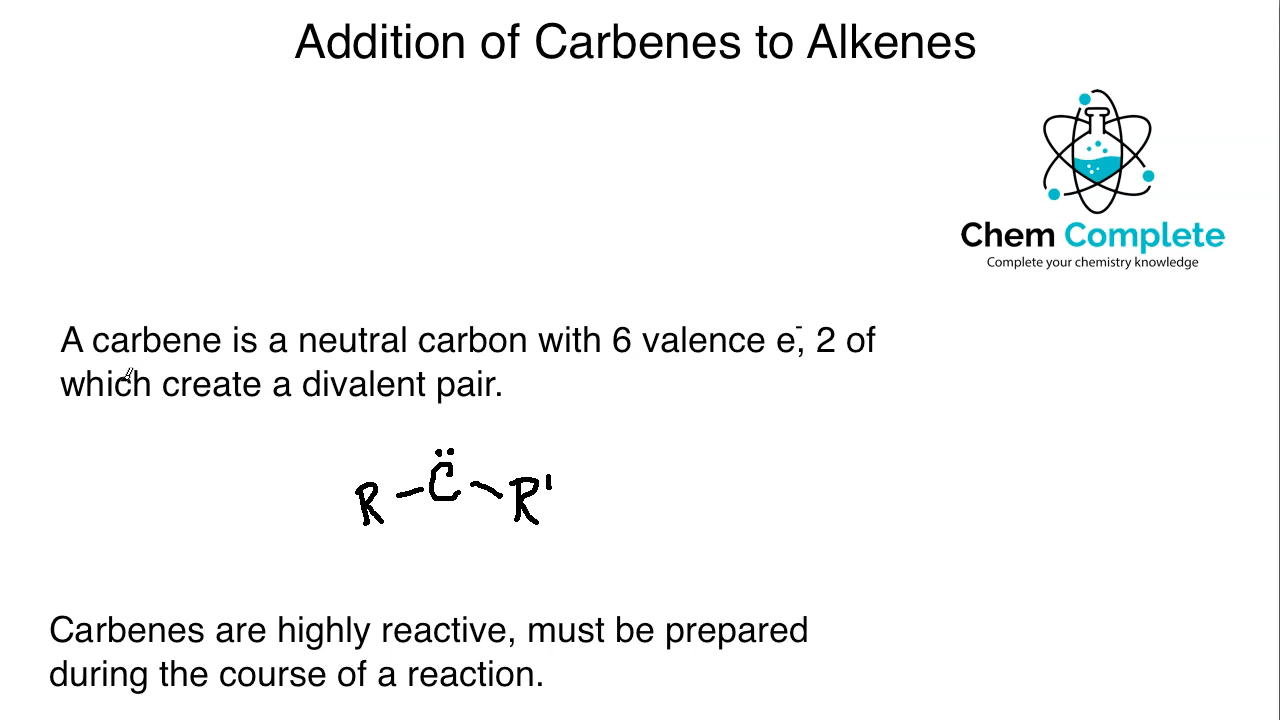 Addition of Carbenes to Alkenes
Chem Complete
Complete your chemistry knowledge
A carbene is a neutral carbon with 6 valence e⁻, 2 of
which create a divalent pair.
R – C̈ – R'
Carbenes are highly reactive, must be prepared
during the course of a reaction.